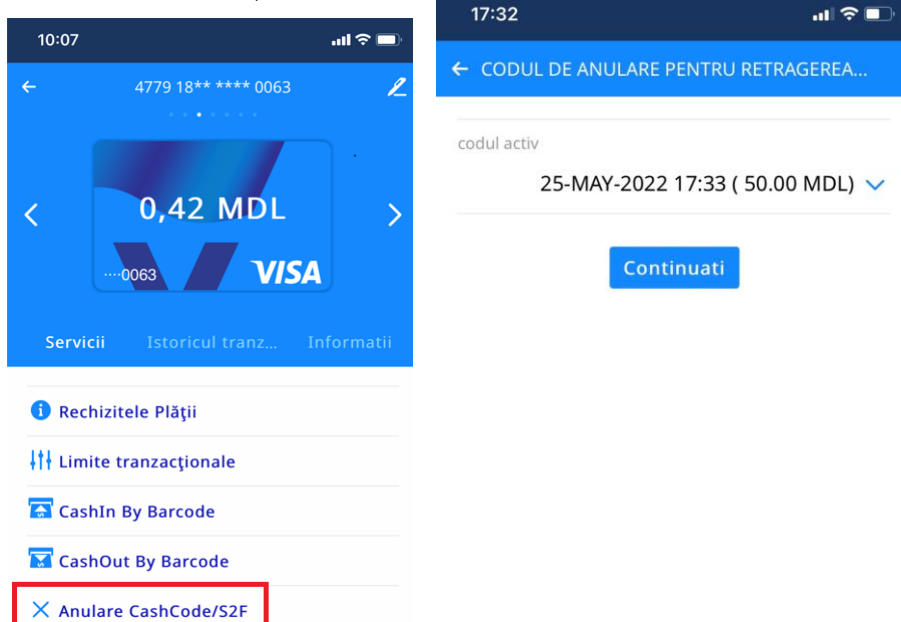 10:07
4779 18** **** 0063
0,42 MDL
····0063
VISA
Servicii
Istoricul tranz...
Informatii
Rechizitele Plăţii
Limite tranzacţionale
CashIn By Barcode
CashOut By Barcode
Anulare CashCode/S2F
17:32
CODUL DE ANULARE PENTRU RETRAGEREA...
codul activ
25-MAY-2022 17:33 ( 50.00 MDL)
Continuati